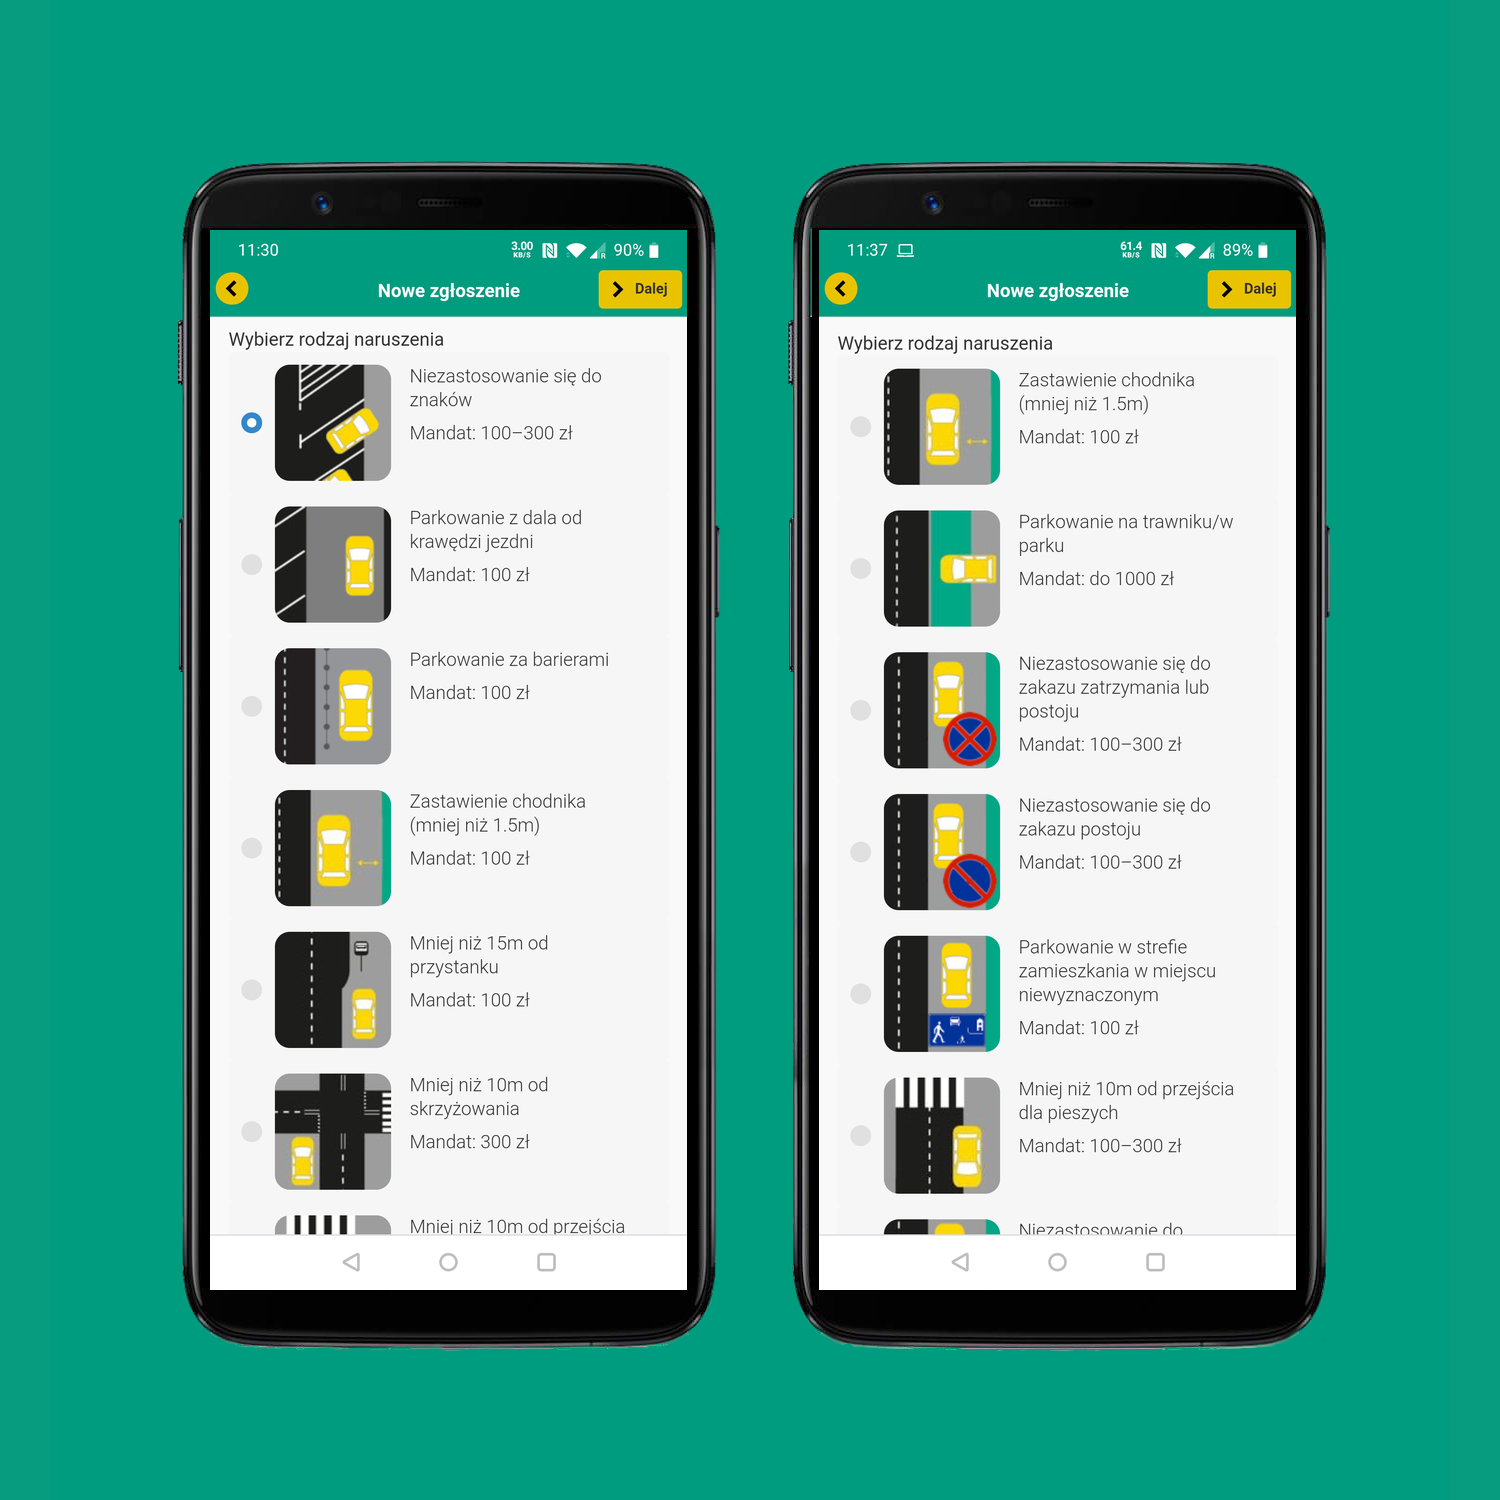 11:30
3.00
KB/S
R
90%
Nowe zgłoszenie
Dalej
Wybierz rodzaj naruszenia
Niezastosowanie się do
znaków
Mandat: 100–300 zł
Parkowanie z dala od
krawędzi jezdni
Mandat: 100 zł
Parkowanie za barierami
Mandat: 100 zł
Zastawienie chodnika
(mniej niż 1.5m)
Mandat: 100 zł
Mniej niż 15m od
przystanku
Mandat: 100 zł
Mniej niż 10m od
skrzyżowania
Mandat: 300 zł
Mniej niż 10m od przejścia
11:37
61.4
KB/S
R
89%
Nowe zgłoszenie
Dalej
Wybierz rodzaj naruszenia
Zastawienie chodnika
(mniej niż 1.5m)
Mandat: 100 zł
Parkowanie na trawniku/w
parku
Mandat: do 1000 zł
Niezastosowanie się do
zakazu zatrzymania lub
postoju
Mandat: 100–300 zł
Niezastosowanie się do
zakazu postoju
Mandat: 100–300 zł
Parkowanie w strefie
zamieszkania w miejscu
niewyznaczonym
Mandat: 100 zł
Mniej niż 10m od przejścia
dla pieszych
Mandat: 100–300 zł
Niezastosowanie do